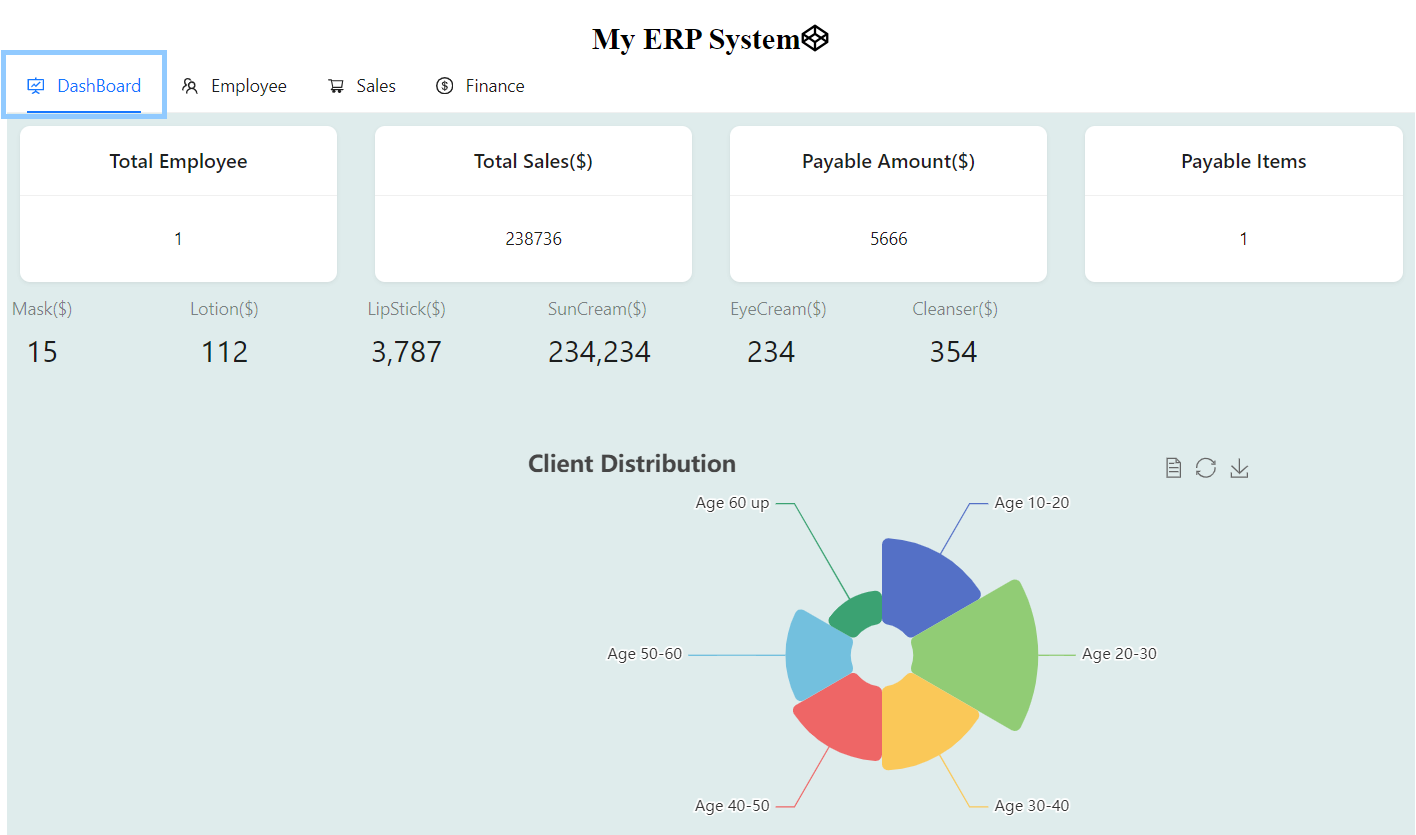 My ERP System
DashBoard Employee Sales Finance
Total Employee Total Sales($) Payable Amount($) Payable Items
1 238736 5666 1
Mask($) Lotion($) LipStick($) SunCream($) EyeCream($) Cleanser($)
15 112 3,787 234,234 234 354
Client Distribution
Age 60 up Age 10-20
Age 50-60 Age 20-30
Age 40-50 Age 30-40